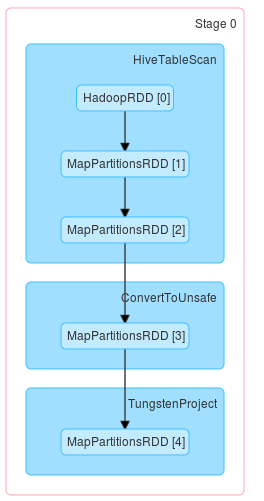 Stage 0
HiveTableScan
HadoopRDD [0]
MapPartitionsRDD [1]
MapPartitionsRDD [2]
ConvertToUnsafe
MapPartitionsRDD [3]
TungstenProject
MapPartitionsRDD [4]